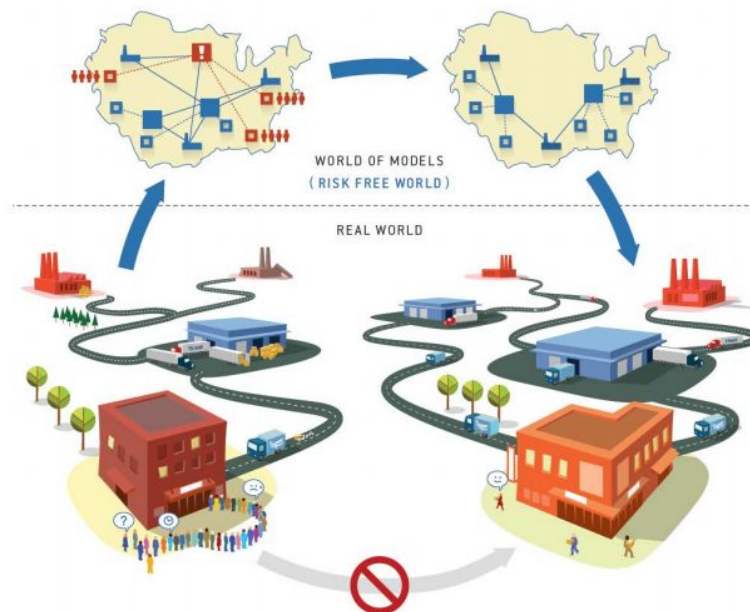 WORLD OF MODELS
( RISK FREE WORLD )
REAL WORLD
!
?